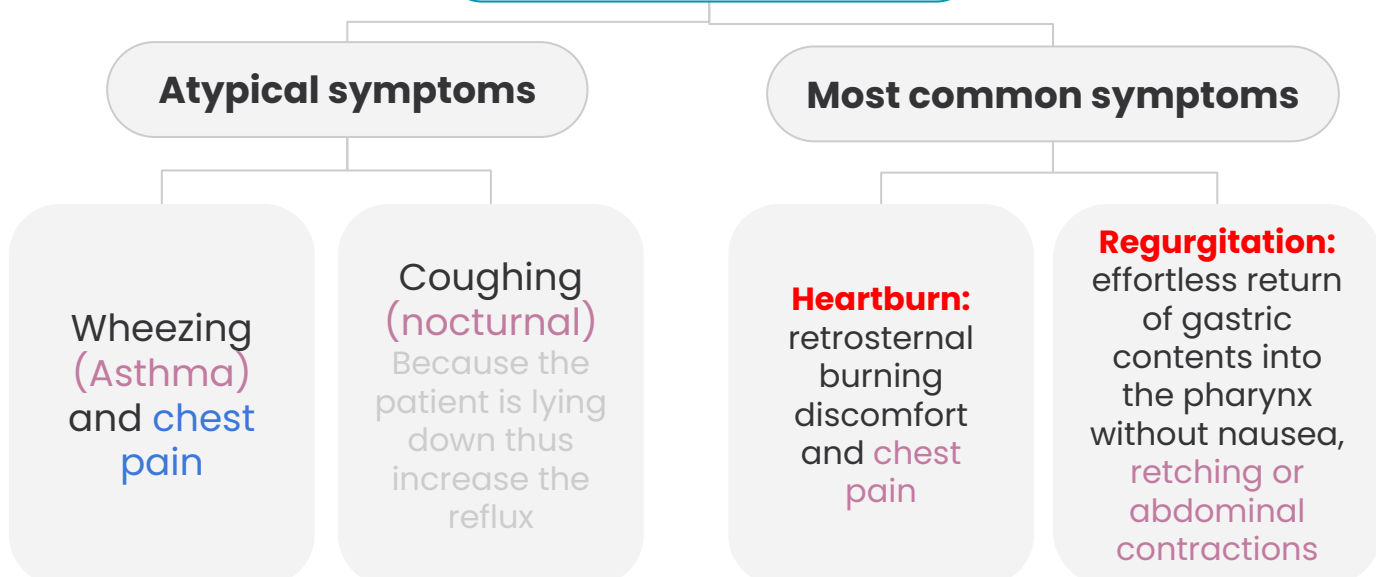 Atypical symptoms
Most common symptoms
Wheezing
(Asthma)
and chest
pain
Coughing
(nocturnal)
Because the
patient is lying
down thus
increase the
reflux
Heartburn:
retrosternal
burning
discomfort
and chest
pain
Regurgitation:
effortless return
of gastric
contents into
the pharynx
without nausea,
retching or
abdominal
contractions